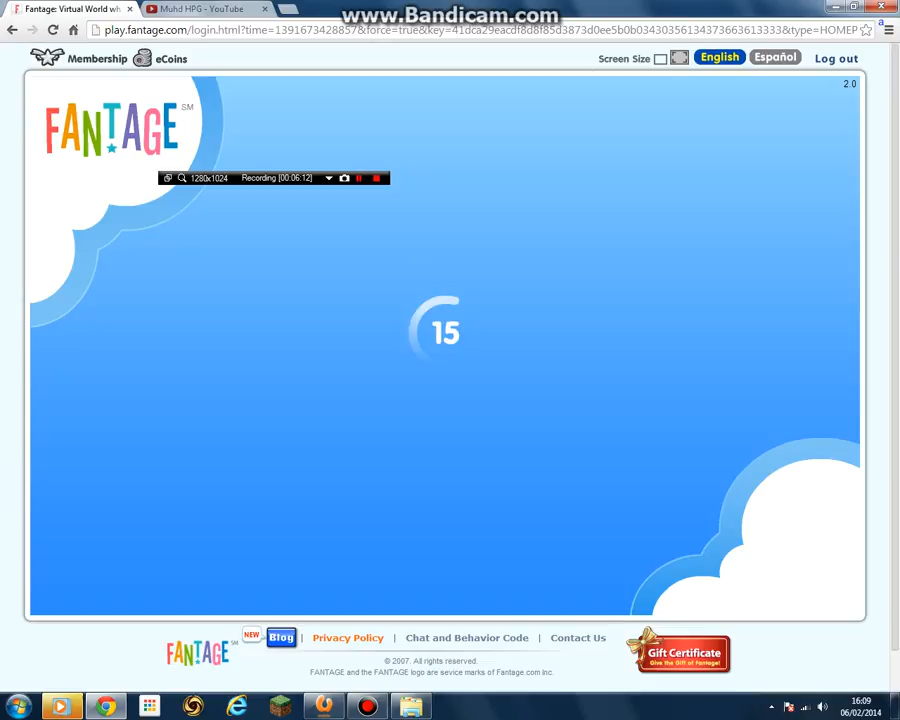 www.Bandicam.com
Fantage: Virtual World wh
Muhd HPG - YouTube
play.fantage.com/login.html?time=1391673428857&force=true&key=
Membership
eCoins
Screen Size
English
Español
Log out
2.0
FANTAGE SM
1280x1024 Recording [00:06:12]
15
FANTAGE SM
NEW
Blog | Privacy Policy | Chat and Behavior Code | Contact Us
© 2007. All rights reserved.
FANTAGE and the FANTAGE logo are sevice marks of Fantage.com Inc.
Gift Certificate
Give the Gift of Fantage!
16:09
06/02/2014